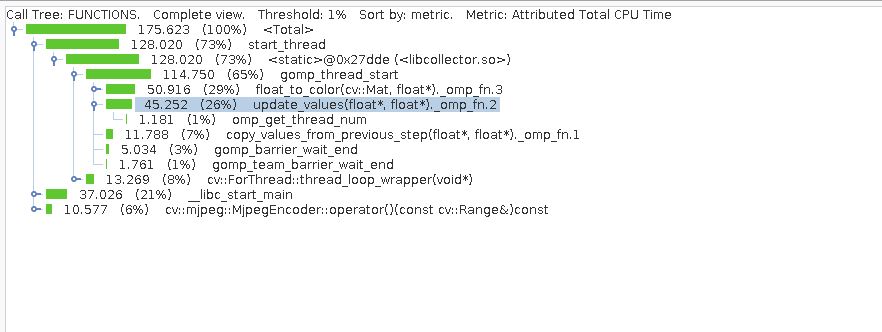 Call Tree: FUNCTIONS. Complete view. Threshold: 1% Sort by: metric. Metric: Attributed Total CPU Time
175.623 (100%) <Total>
128.020 (73%) start_thread
128.020 (73%) <static>@0x27dde (<libcollector.so>)
114.750 (65%) gomp_thread_start
50.916 (29%) float_to_color(cv::Mat, float*)._omp_fn.3
45.252 (26%) update_values(float*, float*)._omp_fn.2
1.181 (1%) omp_get_thread_num
11.788 (7%) copy_values_from_previous_step(float*, float*)._omp_fn.1
5.034 (3%) gomp_barrier_wait_end
1.761 (1%) gomp_team_barrier_wait_end
13.269 (8%) cv::ForThread::thread_loop_wrapper(void*)
37.026 (21%) __libc_start_main
10.577 (6%) cv::mjpeg::MjpegEncoder::operator()(const cv::Range&)const